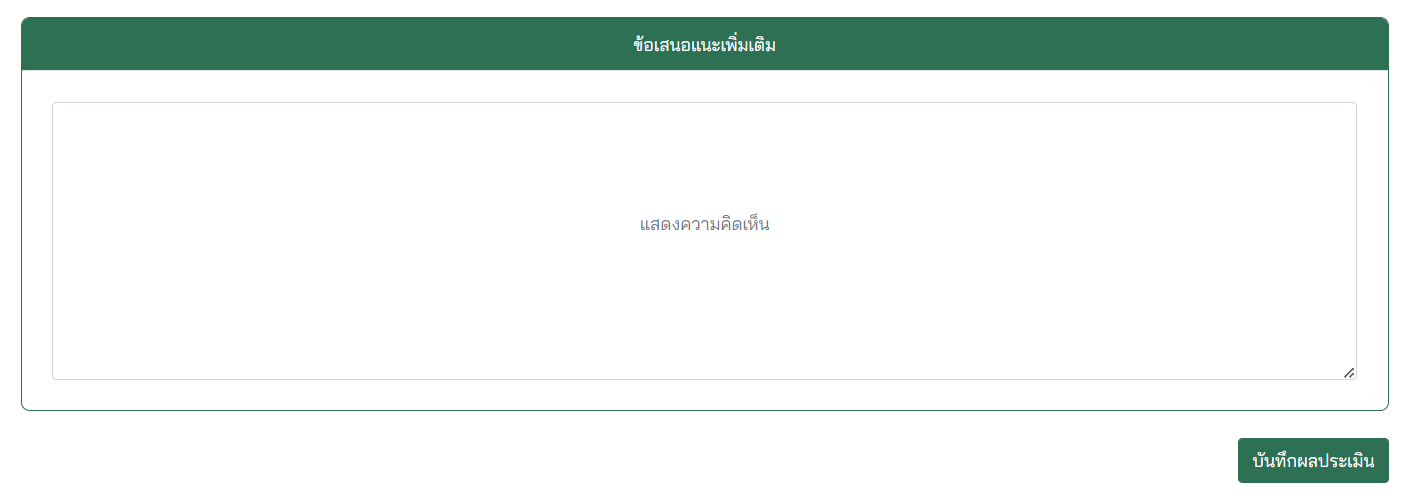 ข้อเสนอแนะเพิ่มเติม
แสดงความคิดเห็น
บันทึกผลประเมิน